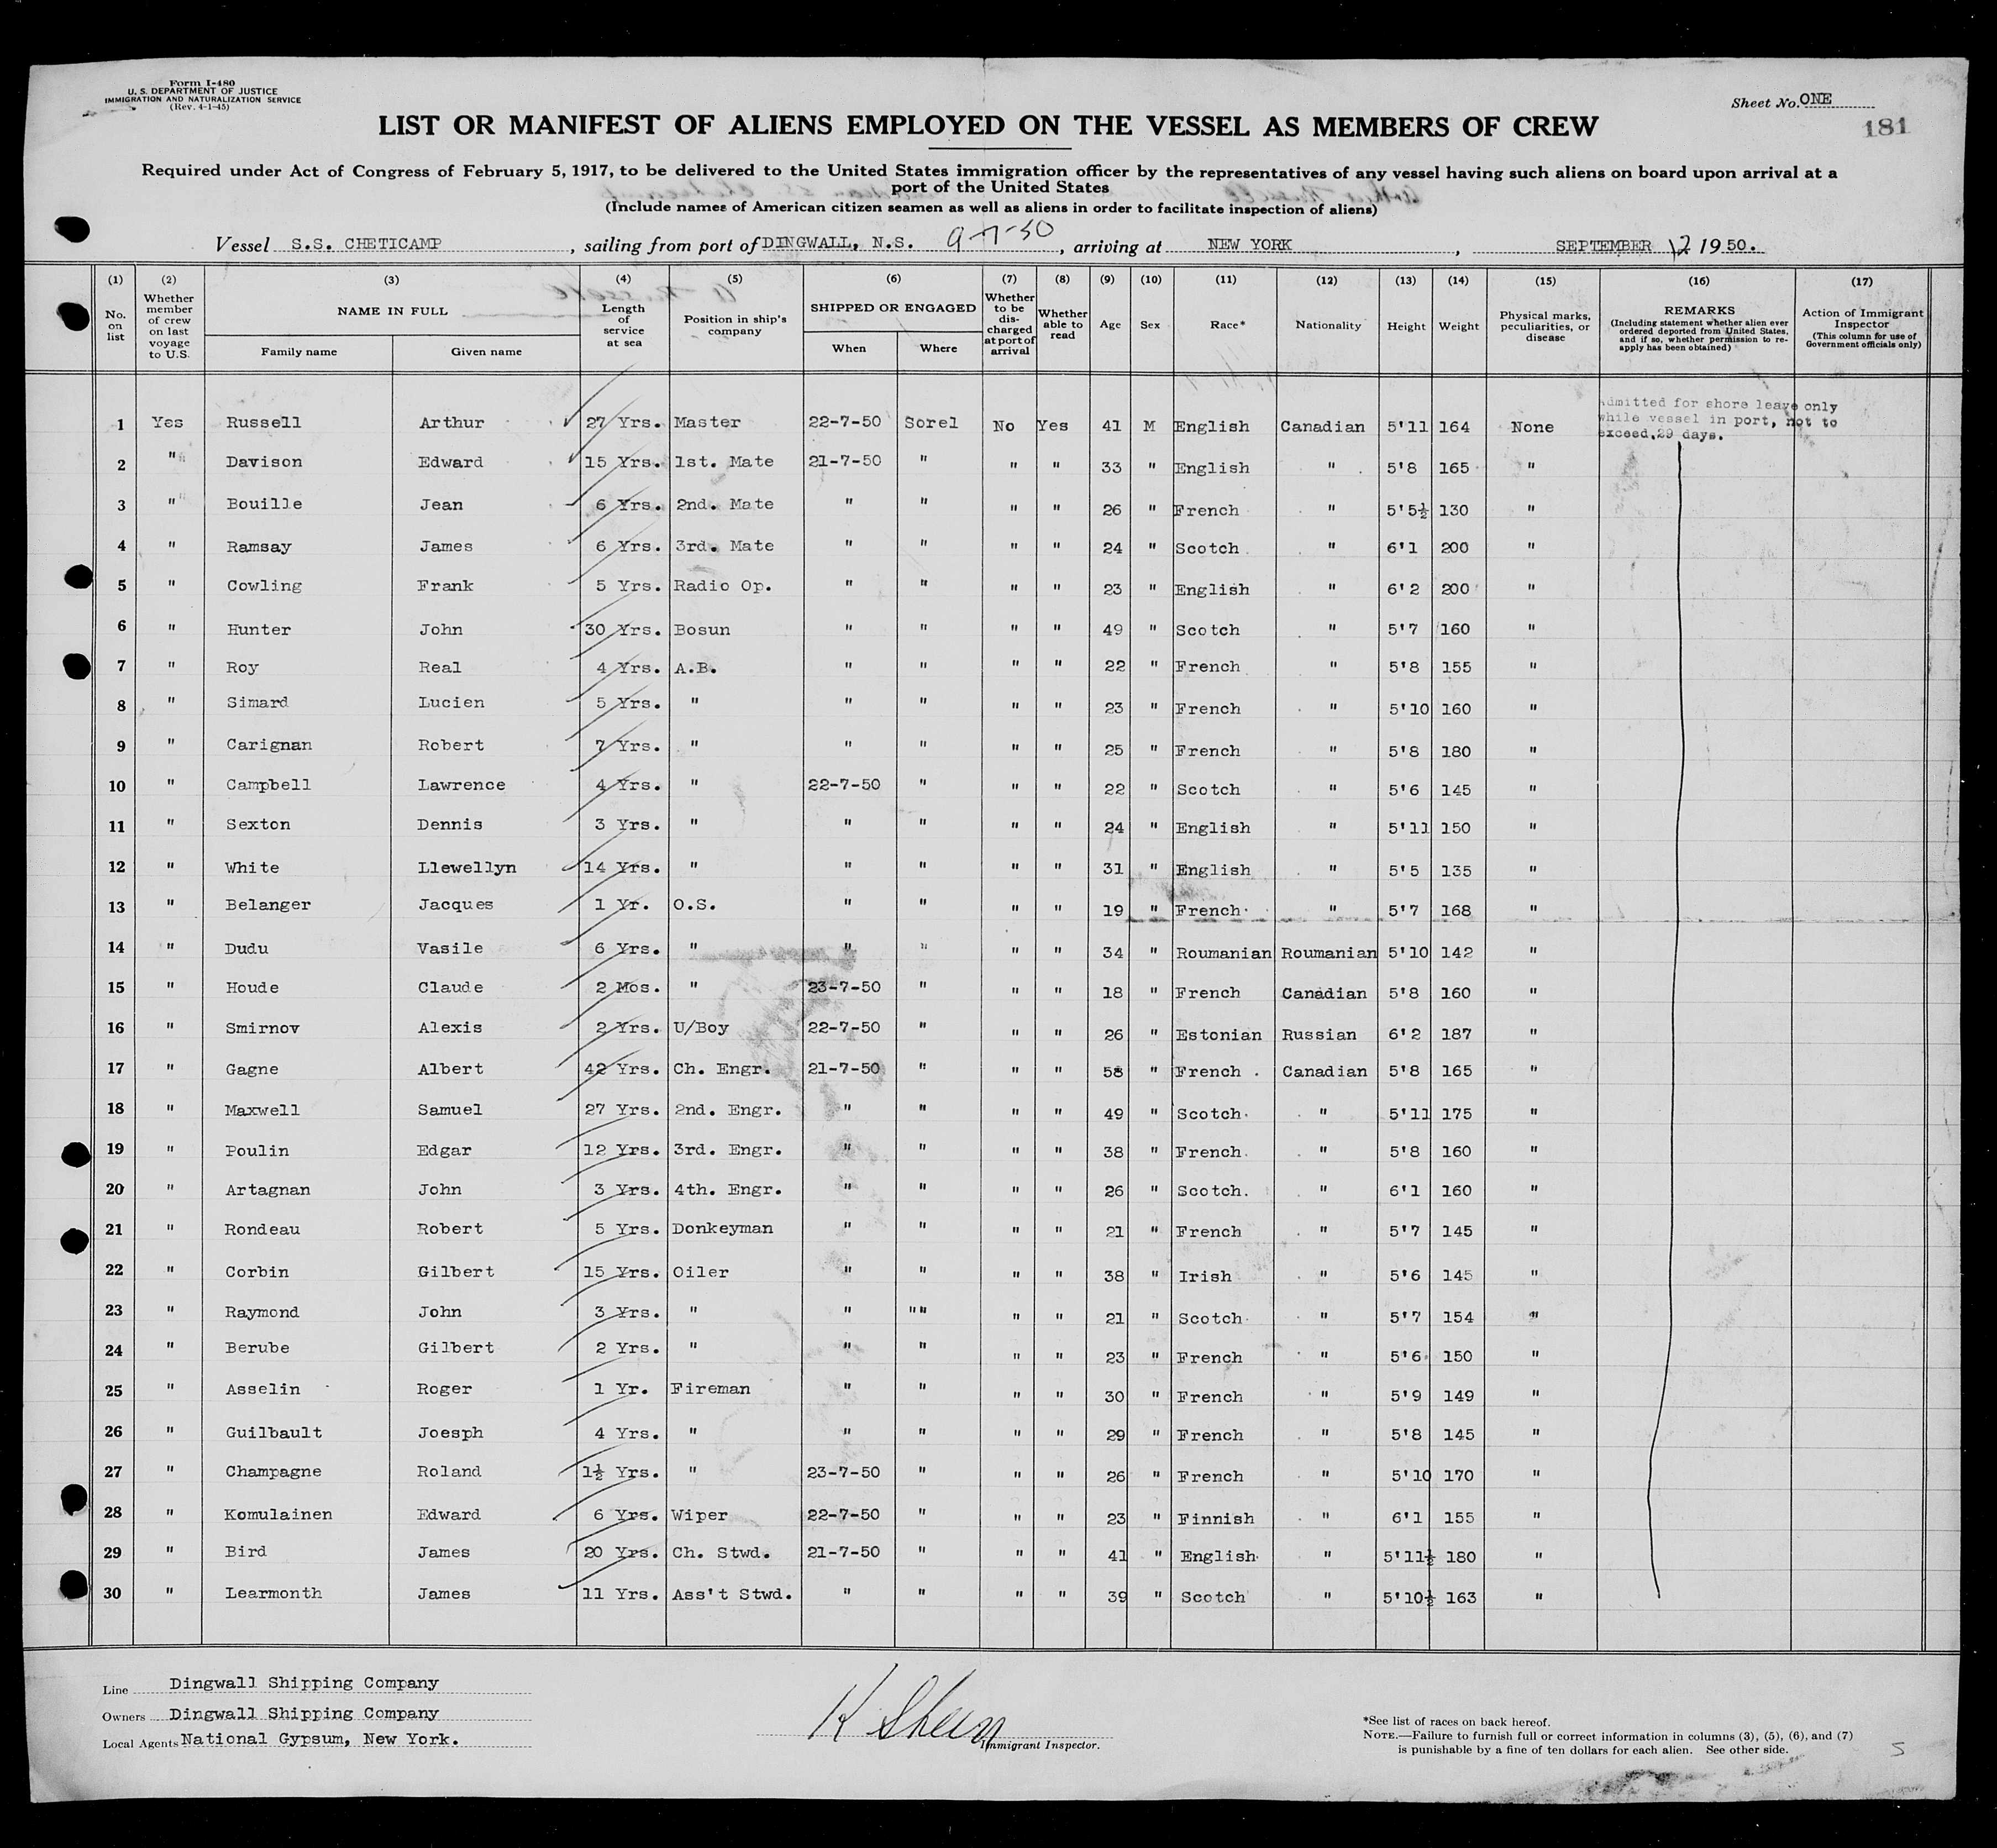 Form I-480
U. S. DEPARTMENT OF JUSTICE
IMMIGRATION AND NATURALIZATION SERVICE
(Rev. 4-1-45)
Sheet No. ONE
181
LIST OR MANIFEST OF ALIENS EMPLOYED ON THE VESSEL AS MEMBERS OF CREW
Required under Act of Congress of February 5, 1917, to be delivered to the United States immigration officer by the representatives of any vessel having such aliens on board upon arrival at a
port of the United States
(Include names of American citizen seamen as well as aliens in order to facilitate inspection of aliens)
Vessel S.S. CHETICAMP, sailing from port of DINGWALL, N.S. 9-7-50, arriving at NEW YORK, SEPTEMBER 12 1950.
(1) (2) (3) (4) (5) (6) (7) (8) (9) (10) (11) (12) (13) (14) (15) (16) (17)
No. on list
Whether member of crew on last voyage to U.S.
NAME IN FULL
Family name Given name
Length of service at sea
Position in ship's company
SHIPPED OR ENGAGED
When Where
Whether to be discharged at port of arrival
Whether able to read
Age
Sex
Race*
Nationality
Height
Weight
Physical marks, peculiarities, or disease
REMARKS
(Including statement whether alien ever ordered deported from United States, and if so, whether permission to reapply has been obtained)
Action of Immigrant Inspector
(This column for use of Government officials only)
Admitted for shore leave only
while vessel in port, not to
exceed 29 days.
1 Yes Russell Arthur 27 Yrs. Master 22-7-50 Sorel No Yes 41 M English Canadian 5'11 164 None
2 " Davison Edward 15 Yrs. 1st. Mate 21-7-50 " " " 33 " English " 5'8 165 "
3 " Bouille Jean 6 Yrs. 2nd. Mate " " " " 26 " French " 5'5½ 130 "
4 " Ramsay James 6 Yrs. 3rd. Mate " " " " 24 " Scotch " 6'1 200 "
5 " Cowling Frank 5 Yrs. Radio Op. " " " " 23 " English " 6'2 200 "
6 " Hunter John 30 Yrs. Bosun " " " " 49 " Scotch " 5'7 160 "
7 " Roy Real 4 Yrs. A.B. " " " " 22 " French " 5'8 155 "
8 " Simard Lucien 5 Yrs. " " " " " 23 " French " 5'10 160 "
9 " Carignan Robert 7 Yrs. " " " " " 25 " French " 5'8 180 "
10 " Campbell Lawrence 4 Yrs. " 22-7-50 " " " 22 " Scotch " 5'6 145 "
11 " Sexton Dennis 3 Yrs. " " " " " 24 " English " 5'11 150 "
12 " White Llewellyn 14 Yrs. " " " " " 31 " English " 5'5 135 "
13 " Belanger Jacques 1 Yr. O.S. " " " " 19 " French " 5'7 168 "
14 " Dudu Vasile 6 Yrs. " " " " " 34 " Roumanian Roumanian 5'10 142 "
15 " Houde Claude 2 Mos. " 23-7-50 " " " 18 " French Canadian 5'8 160 "
16 " Smirnov Alexis 2 Yrs. U/Boy 22-7-50 " " " 26 " Estonian Russian 6'2 187 "
17 " Gagne Albert 42 Yrs. Ch. Engr. 21-7-50 " " " 58 " French Canadian 5'8 165 "
18 " Maxwell Samuel 27 Yrs. 2nd. Engr. " " " " 49 " Scotch " 5'11 175 "
19 " Poulin Edgar 12 Yrs. 3rd. Engr. " " " " 38 " French " 5'8 160 "
20 " Artagnan John 3 Yrs. 4th. Engr. " " " " 26 " Scotch. " 6'1 160 "
21 " Rondeau Robert 5 Yrs. Donkeyman " " " " 21 " French " 5'7 145 "
22 " Corbin Gilbert 15 Yrs. Oiler " " " " 38 " Irish " 5'6 145 "
23 " Raymond John 3 Yrs. " " "" " " 21 " Scotch " 5'7 154 "
24 " Berube Gilbert 2 Yrs. " " " " " 23 " French " 5'6 150 "
25 " Asselin Roger 1 Yr. Fireman " " " " 30 " French " 5'9 149 "
26 " Guilbault Joesph 4 Yrs. " " " " " 29 " French " 5'8 145 "
27 " Champagne Roland 1½ Yrs. " 23-7-50 " " " 26 " French " 5'10 170 "
28 " Komulainen Edward 6 Yrs. Wiper 22-7-50 " " " 23 " Finnish " 6'1 155 "
29 " Bird James 20 Yrs. Ch. Stwd. 21-7-50 " " " 41 " English " 5'11½ 180 "
30 " Learmonth James 11 Yrs. Ass't Stwd. " " " " 39 " Scotch " 5'10½ 163 "
Line Dingwall Shipping Company
Owners Dingwall Shipping Company
Local Agents National Gypsum, New York.
Immigrant Inspector.
*See list of races on back hereof.
NOTE.—Failure to furnish full or correct information in columns (3), (5), (6), and (7)
is punishable by a fine of ten dollars for each alien. See other side.
5